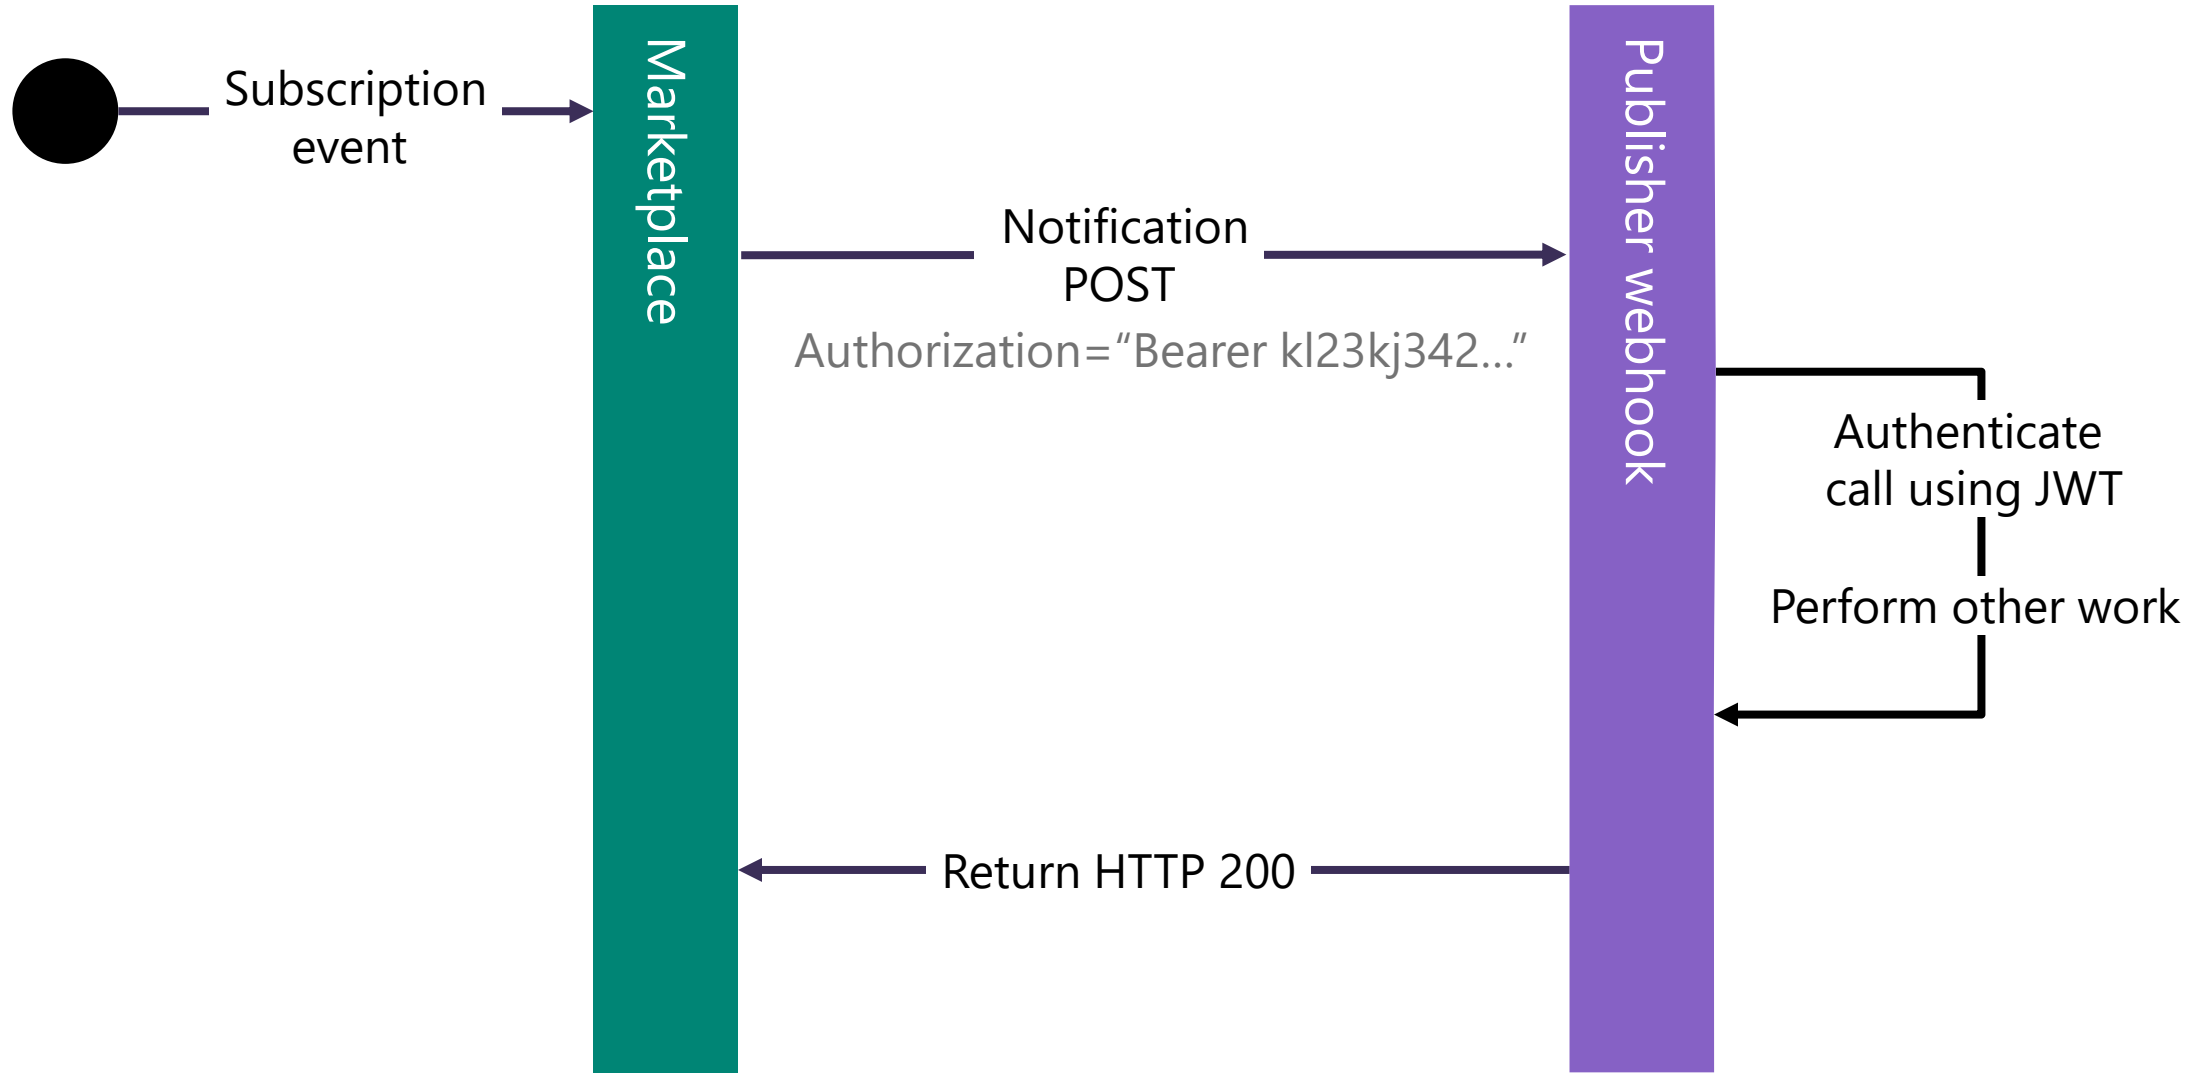 Subscription
event
Marketplace
Notification
POST
Authorization=“Bearer kl23kj342...”
Publisher webhook
Authenticate
call using JWT
Perform other work
Return HTTP 200